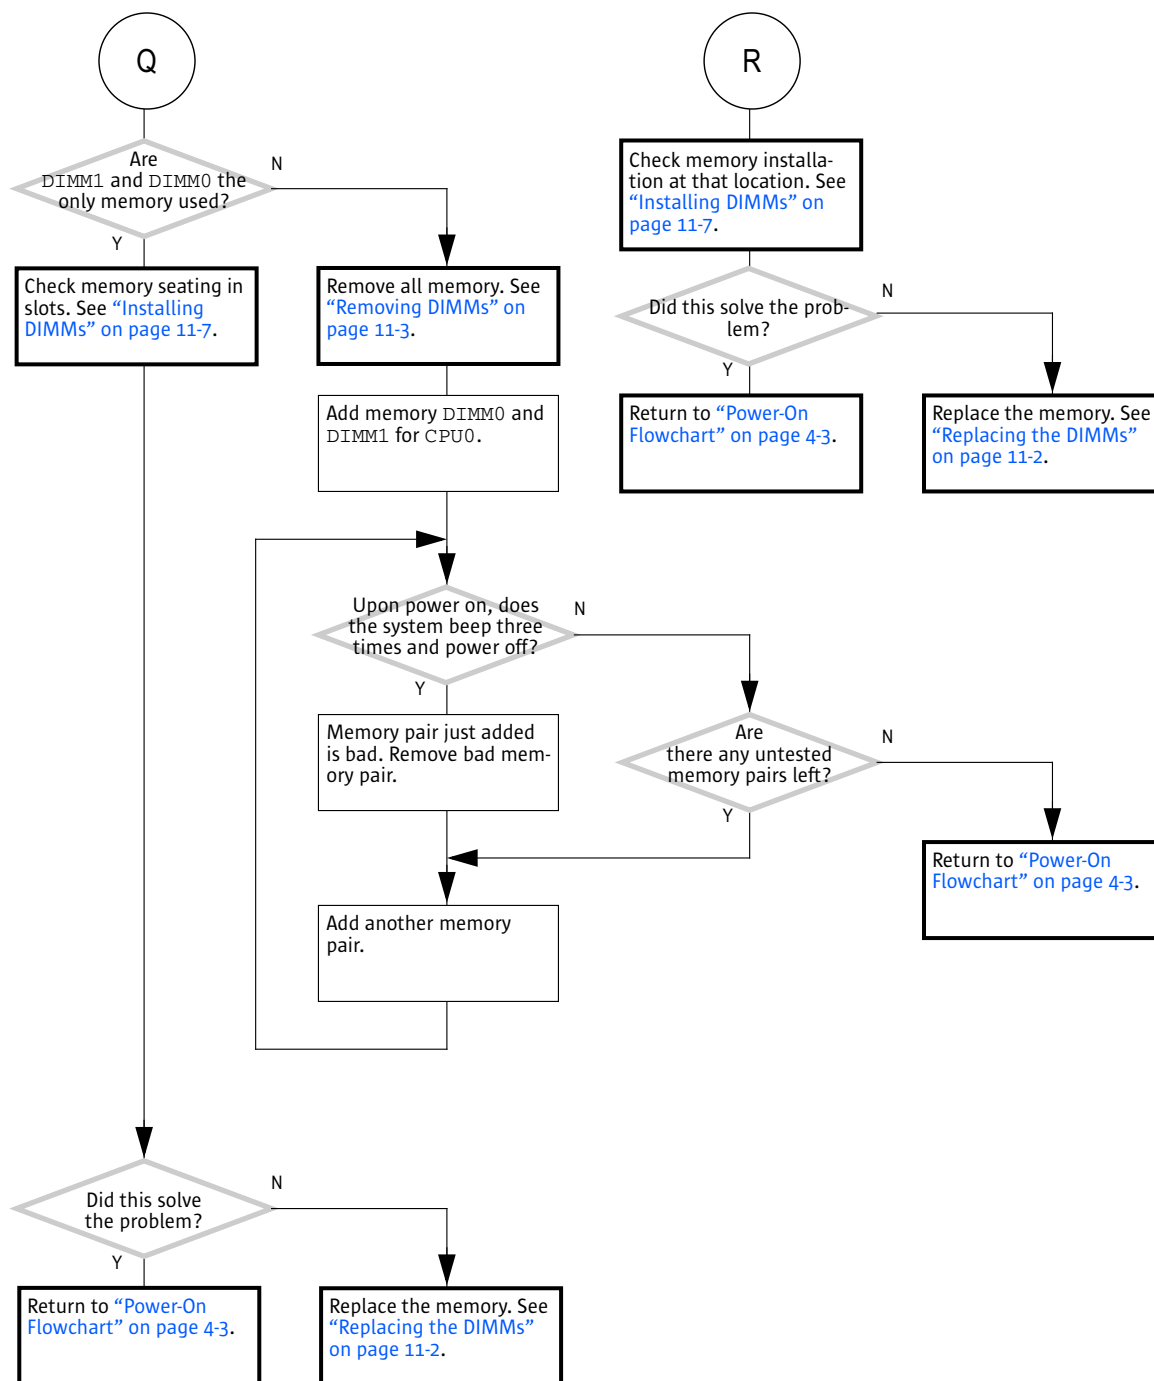 Q
Are
DIMM1 and DIMM0 the
only memory used?
N
Y
Check memory seating in
slots. See “Installing
DIMMs” on page 11-7.
Remove all memory. See
“Removing DIMMs” on
page 11-3.
Add memory DIMM0 and
DIMM1 for CPU0.
Upon power on, does
the system beep three
times and power off?
N
Y
Memory pair just added
is bad. Remove bad mem-
ory pair.
Are
there any untested
memory pairs left?
N
Y
Return to “Power-On
Flowchart” on page 4-3.
Add another memory
pair.
Did this solve
the problem?
N
Y
Return to “Power-On
Flowchart” on page 4-3.
Replace the memory. See
“Replacing the DIMMs”
on page 11-2.
R
Check memory installa-
tion at that location. See
“Installing DIMMs” on
page 11-7.
Did this solve the prob-
lem?
N
Y
Return to “Power-On
Flowchart” on page 4-3.
Replace the memory. See
“Replacing the DIMMs”
on page 11-2.